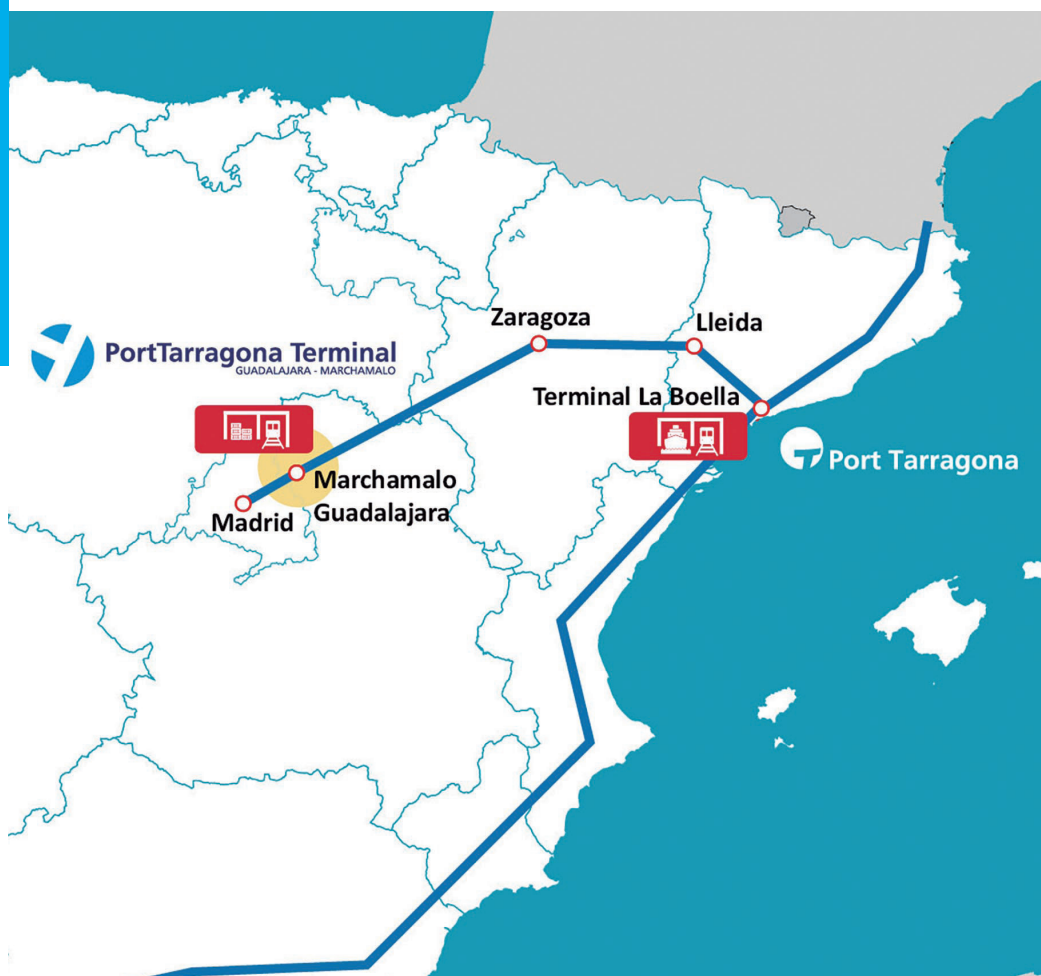 Zaragoza
Lleida
PortTarragona Terminal
GUADALAJARA - MARCHAMALO
Terminal La Boella
Port Tarragona
Marchamalo
Guadalajara
Madrid